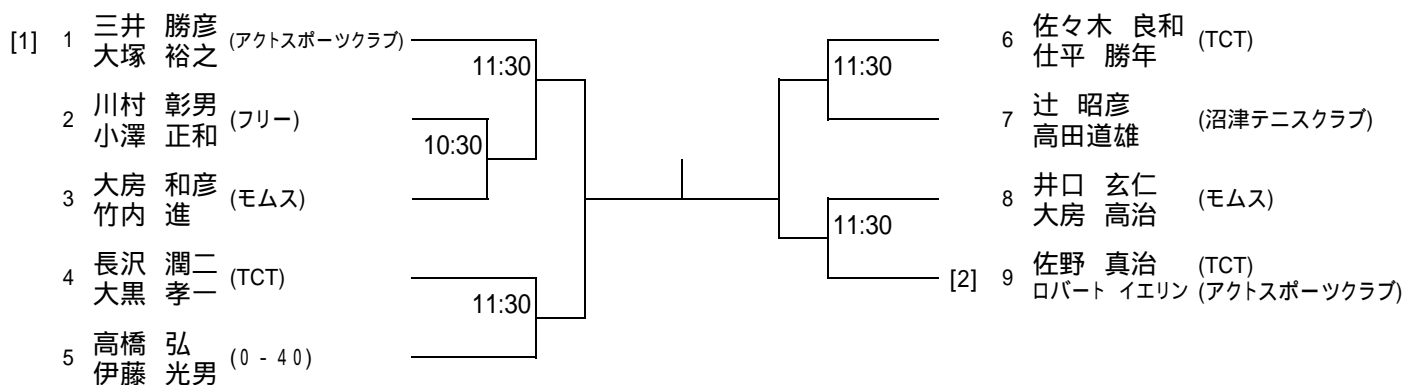 [1] 1 三井 勝彦 (アクトスポーツクラブ)
大塚 裕之
11:30
2 川村 彰男 (フリー)
小澤 正和
10:30
3 大房 和彦 (モムス)
竹内 進
4 長沢 潤二 (TCT)
大黒 孝一
11:30
5 高橋 弘 (0-40)
伊藤 光男
6 佐々木 良和 (TCT)
仕平 勝年
11:30
7 辻 昭彦 (沼津テニスクラブ)
高田道雄
8 井口 玄仁 (モムス)
大房 高治
11:30
[2] 9 佐野 真治 (TCT)
ロバート イエリン (アクトスポーツクラブ)